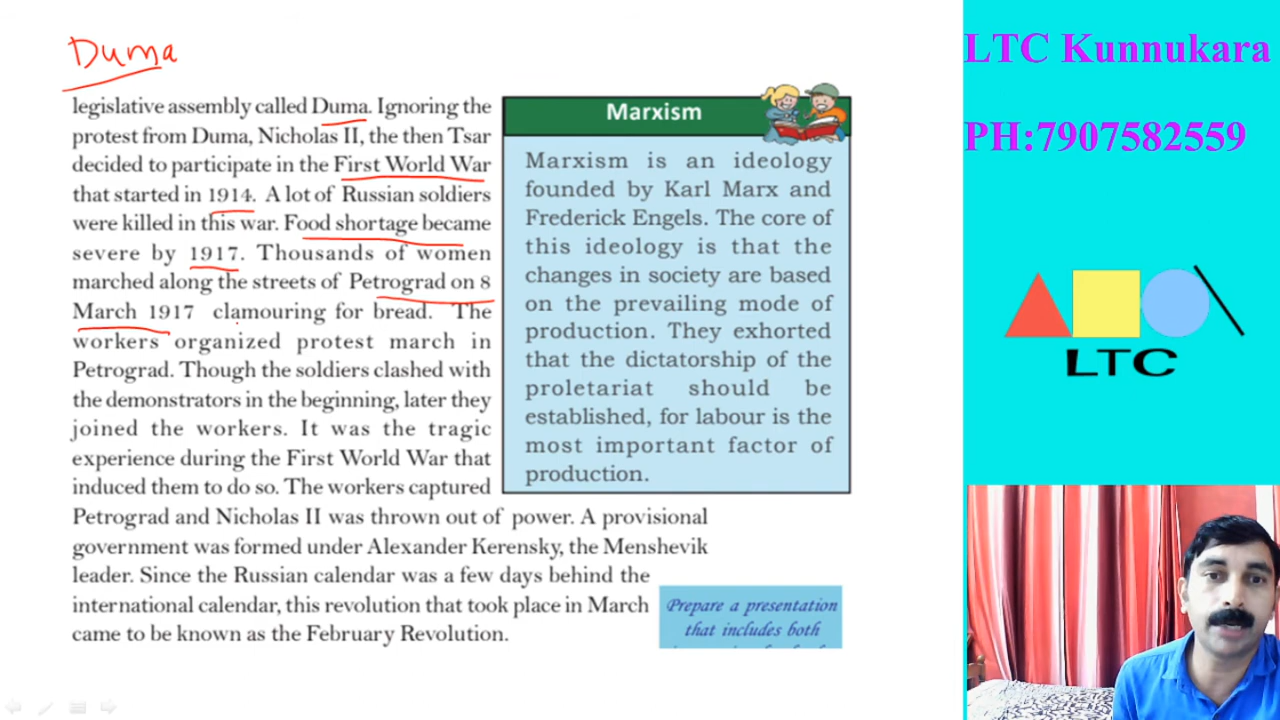 Duma
legislative assembly called Duma. Ignoring the
protest from Duma, Nicholas II, the then Tsar
decided to participate in the First World War
that started in 1914. A lot of Russian soldiers
were killed in this war. Food shortage became
severe by 1917. Thousands of women
marched along the streets of Petrograd on 8
March 1917 clamouring for bread. The
workers organized protest march in
Petrograd. Though the soldiers clashed with
the demonstrators in the beginning, later they
joined the workers. It was the tragic
experience during the First World War that
induced them to do so. The workers captured
Petrograd and Nicholas II was thrown out of power. A provisional
government was formed under Alexander Kerensky, the Menshevik
leader. Since the Russian calendar was a few days behind the
international calendar, this revolution that took place in March
came to be known as the February Revolution.
Marxism
Marxism is an ideology
founded by Karl Marx and
Frederick Engels. The core of
this ideology is that the
changes in society are based
on the prevailing mode of
production. They exhorted
that the dictatorship of the
proletariat should be
established, for labour is the
most important factor of
production.
Prepare a presentation
that includes both
LTC Kunnukara
PH:7907582559
LTC